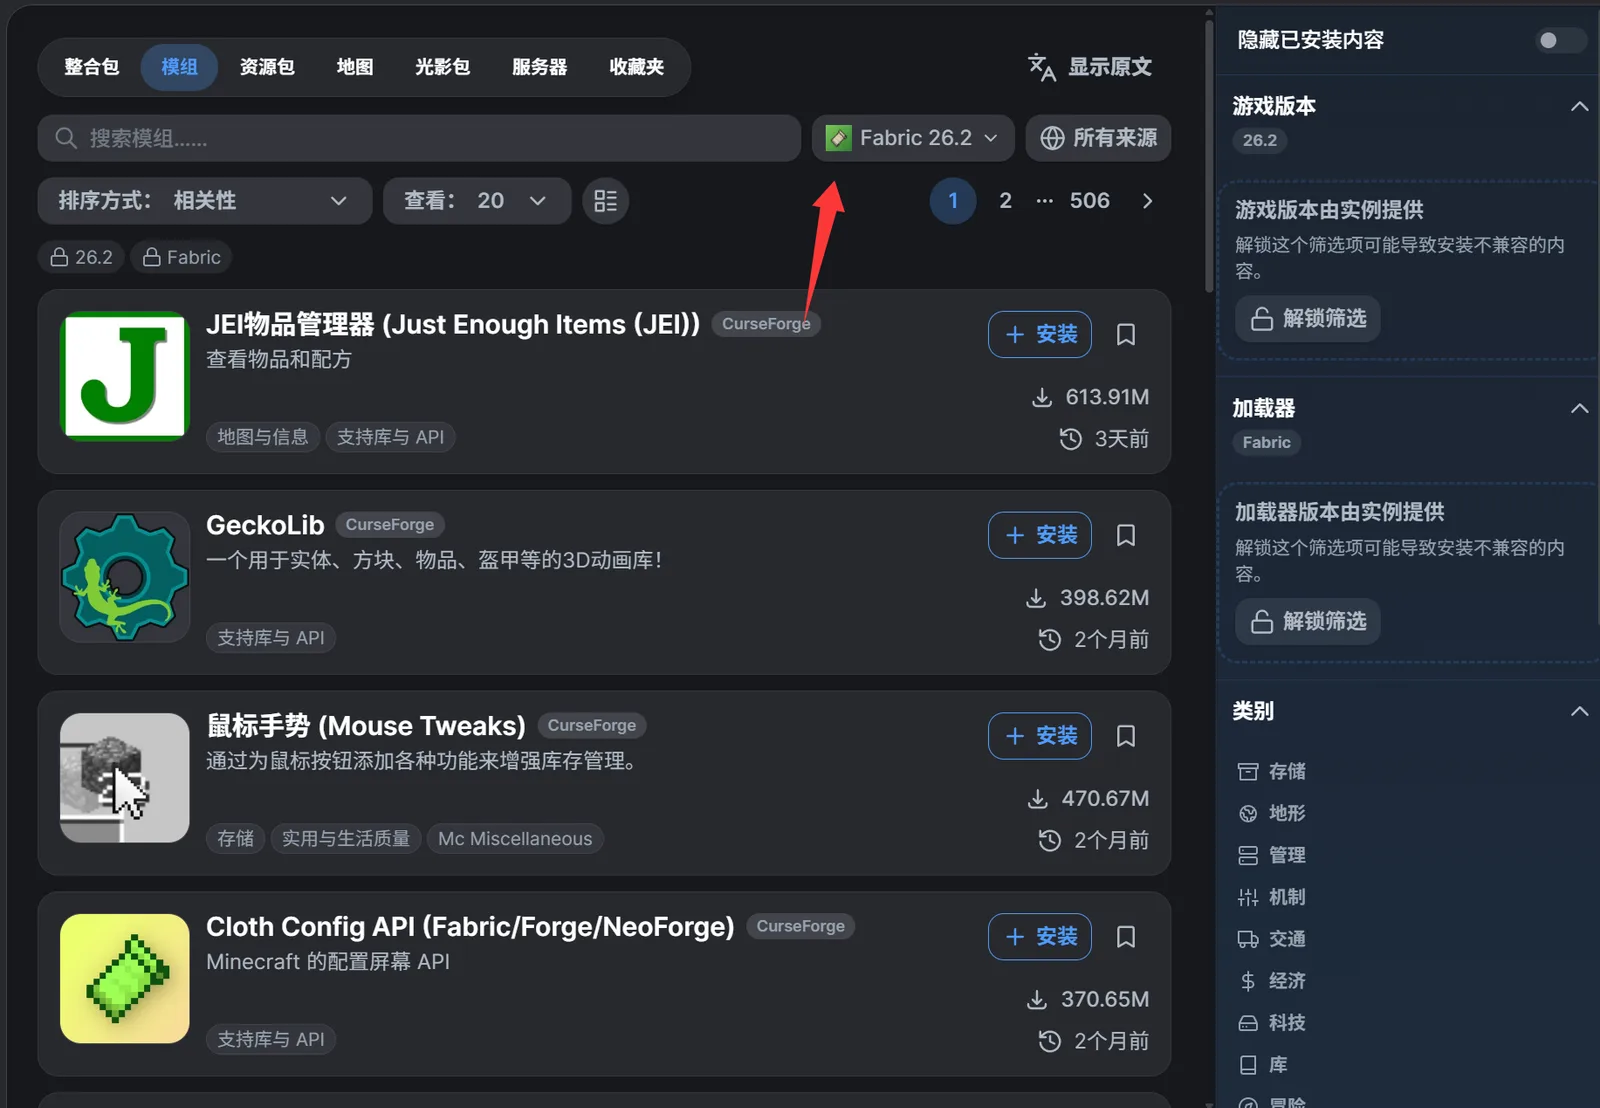 整合包 模组 资源包 地图 光影包 服务器 收藏夹 显示原文
搜索模组...... Fabric 26.2 所有来源
排序方式： 相关性 查看： 20 1 2 ... 506
26.2 Fabric
JEI物品管理器 (Just Enough Items (JEI)) CurseForge
查看物品和配方
地图与信息 支持库与 API
安装
613.91M
3天前
GeckoLib CurseForge
一个用于实体、方块、物品、盔甲等的3D动画库！
支持库与 API
安装
398.62M
2个月前
鼠标手势 (Mouse Tweaks) CurseForge
通过为鼠标按钮添加各种功能来增强库存管理。
存储 实用与生活质量 Mc Miscellaneous
安装
470.67M
2个月前
Cloth Config API (Fabric/Forge/NeoForge) CurseForge
Minecraft 的配置屏幕 API
支持库与 API
安装
370.65M
2个月前
隐藏已安装内容
游戏版本
26.2
游戏版本由实例提供
解锁这个筛选项可能导致安装不兼容的内
容。
解锁筛选
加载器
Fabric
加载器版本由实例提供
解锁这个筛选项可能导致安装不兼容的内
容。
解锁筛选
类别
存储
地形
管理
机制
交通
经济
科技
库
冒险